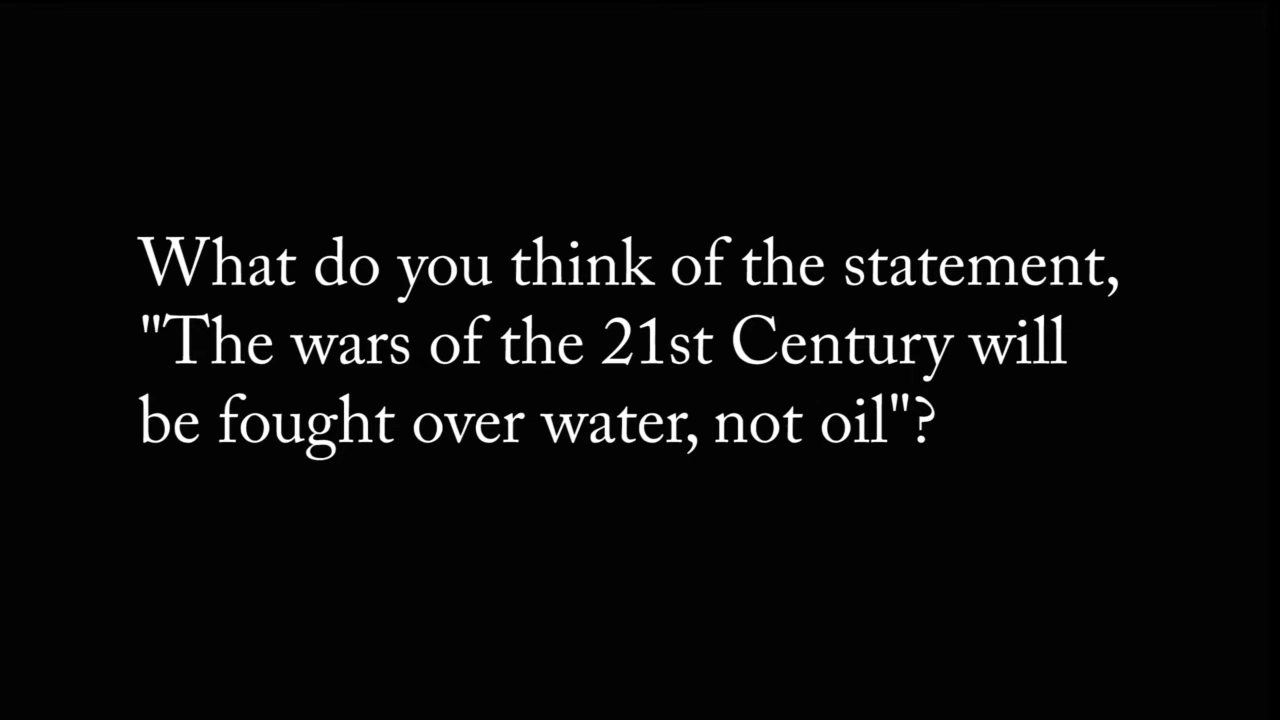 What do you think of the statement,
"The wars of the 21st Century will
be fought over water, not oil"?